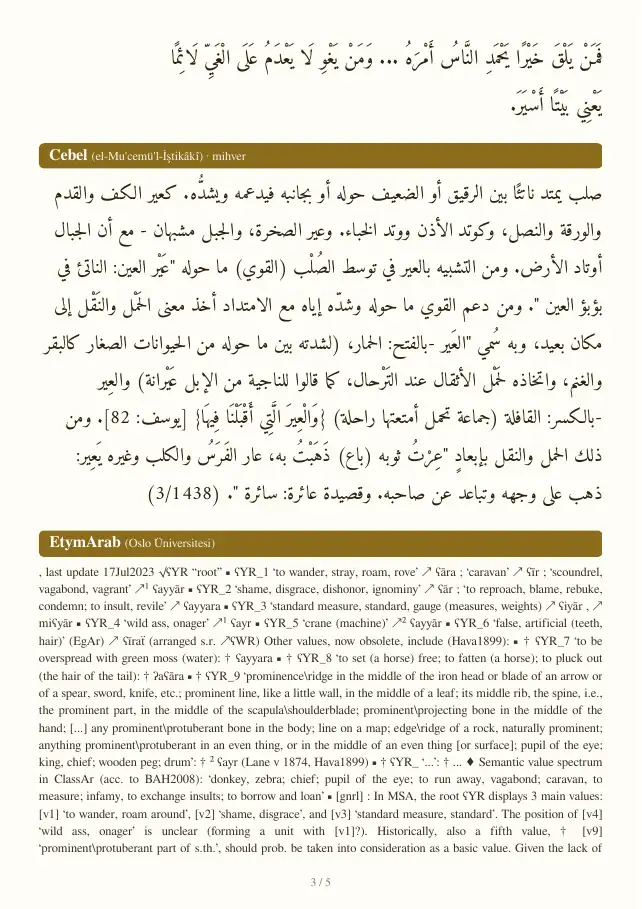 فَمَنْ يَلْقَ خَيْرًا يَحْمَدِ النَّاسُ أَمْرَهُ ... وَمَنْ يَغْوِ لَا يَعْدَمُ عَلَى الْغَيِّ لَائِمًا
يَعْنِي بَيْتًا أَسْيَرَ.
Cebel (el-Mu'cemü'l-İştikâkî) · mihver
صلب يمتد ناتئًا بين الرقيق أو الضعيف حوله أو بجانبه فيدعمه ويشدُّه. كعير الكف والقدم
والورقة والنصل، وكوتد الأذن ووتد الخباء. وعير الصخرة، والجبل مشبهان - مع أن الجبال
أوتاد الأرض. ومن التشبيه بالعير في توسط الصُلْب (القوي) ما حوله "عَيْر العين: الناتئ في
بؤبؤ العين ". ومن دعم القوي ما حوله وشدّه إياه مع الامتداد أخذ معنى الحَمْل والنَقْل إلى
مكان بعيد، وبه سُمي "العَير -بالفتح: الحمار، (لشدته بين ما حوله من الحيوانات الصغار كالبقر
والغنم، واتخاذه لحَمْل الأثقال عند التَرْحال، كما قالوا للناجية من الإبل عَيْرانة) والعِير
-بالكسر: القافلة (جماعة تحمل أمتعتها راحلة) {وَالْعِيرَ الَّتِي أَقْبَلْنَا فِيهَا} [يوسف: 82]. ومن
ذلك الحمل والنقل بإبعادٍ "عِرْتُ ثوبه (باع) ذَهَبْتُ به، عار الفَرَسُ والكلب وغيره يَعِير:
ذهب على وجهه وتباعد عن صاحبه. وقصيدة عائرة: سائرة ". (3/1438)
EtymArab (Oslo Üniversitesi)
, last update 17Jul2023 √ʕYR “root” ▪ ʕYR_1 ‘to wander, stray, roam, rove’ ↗ ʕāra ; ‘caravan’ ↗ ʕīr ; ‘scoundrel,
vagabond, vagrant’ ↗¹ ʕayyār ▪ ʕYR_2 ‘shame, disgrace, dishonor, ignominy’ ↗ ʕār ; ‘to reproach, blame, rebuke,
condemn; to insult, revile’ ↗ ʕayyara ▪ ʕYR_3 ‘standard measure, standard, gauge (measures, weights) ↗ ʕiyār , ↗
miʕyār ▪ ʕYR_4 ‘wild ass, onager’ ↗¹ ʕayr ▪ ʕYR_5 ‘crane (machine)’ ↗² ʕayyār ▪ ʕYR_6 ‘false, artificial (teeth,
hair)’ (EgAr) ↗ ʕīraẗ (arranged s.r. ↗ʕWR) Other values, now obsolete, include (Hava1899): ▪ † ʕYR_7 ‘to be
overspread with green moss (water): † ʕayyara ▪ † ʕYR_8 ‘to set (a horse) free; to fatten (a horse); to pluck out
(the hair of the tail): † ʔaʕāra ▪ † ʕYR_9 ‘prominence\ridge in the middle of the iron head or blade of an arrow or
of a spear, sword, knife, etc.; prominent line, like a little wall, in the middle of a leaf; its middle rib, the spine, i.e.,
the prominent part, in the middle of the scapula\shoulderblade; prominent\projecting bone in the middle of the
hand; [...] any prominent\protuberant bone in the body; line on a map; edge\ridge of a rock, naturally prominent;
anything prominent\protuberant in an even thing, or in the middle of an even thing [or surface]; pupil of the eye;
king, chief; wooden peg; drum’: † ² ʕayr (Lane v 1874, Hava1899) ▪ † ʕYR_ ‘...’: † ... ♦ Semantic value spectrum
in ClassAr (acc. to BAH2008): ‘donkey, zebra; chief; pupil of the eye; to run away, vagabond; caravan, to
measure; infamy, to exchange insults; to borrow and loan’ ▪ [gnrl] : In MSA, the root ʕYR displays 3 main values:
[v1] ‘to wander, roam around’, [v2] ‘shame, disgrace’, and [v3] ‘standard measure, standard’. The position of [v4]
‘wild ass, onager’ is unclear (forming a unit with [v1]?). Historically, also a fifth value, † [v9]
‘prominent\protuberant part of s.th.’, should prob. be taken into consideration as a basic value. Given the lack of
3 / 5